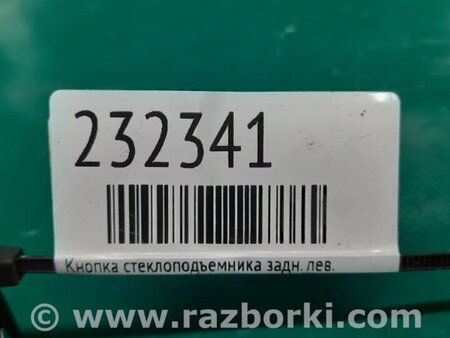 232341
Кнопка стеклоподъемника задн. лев.
© www.razborki.com